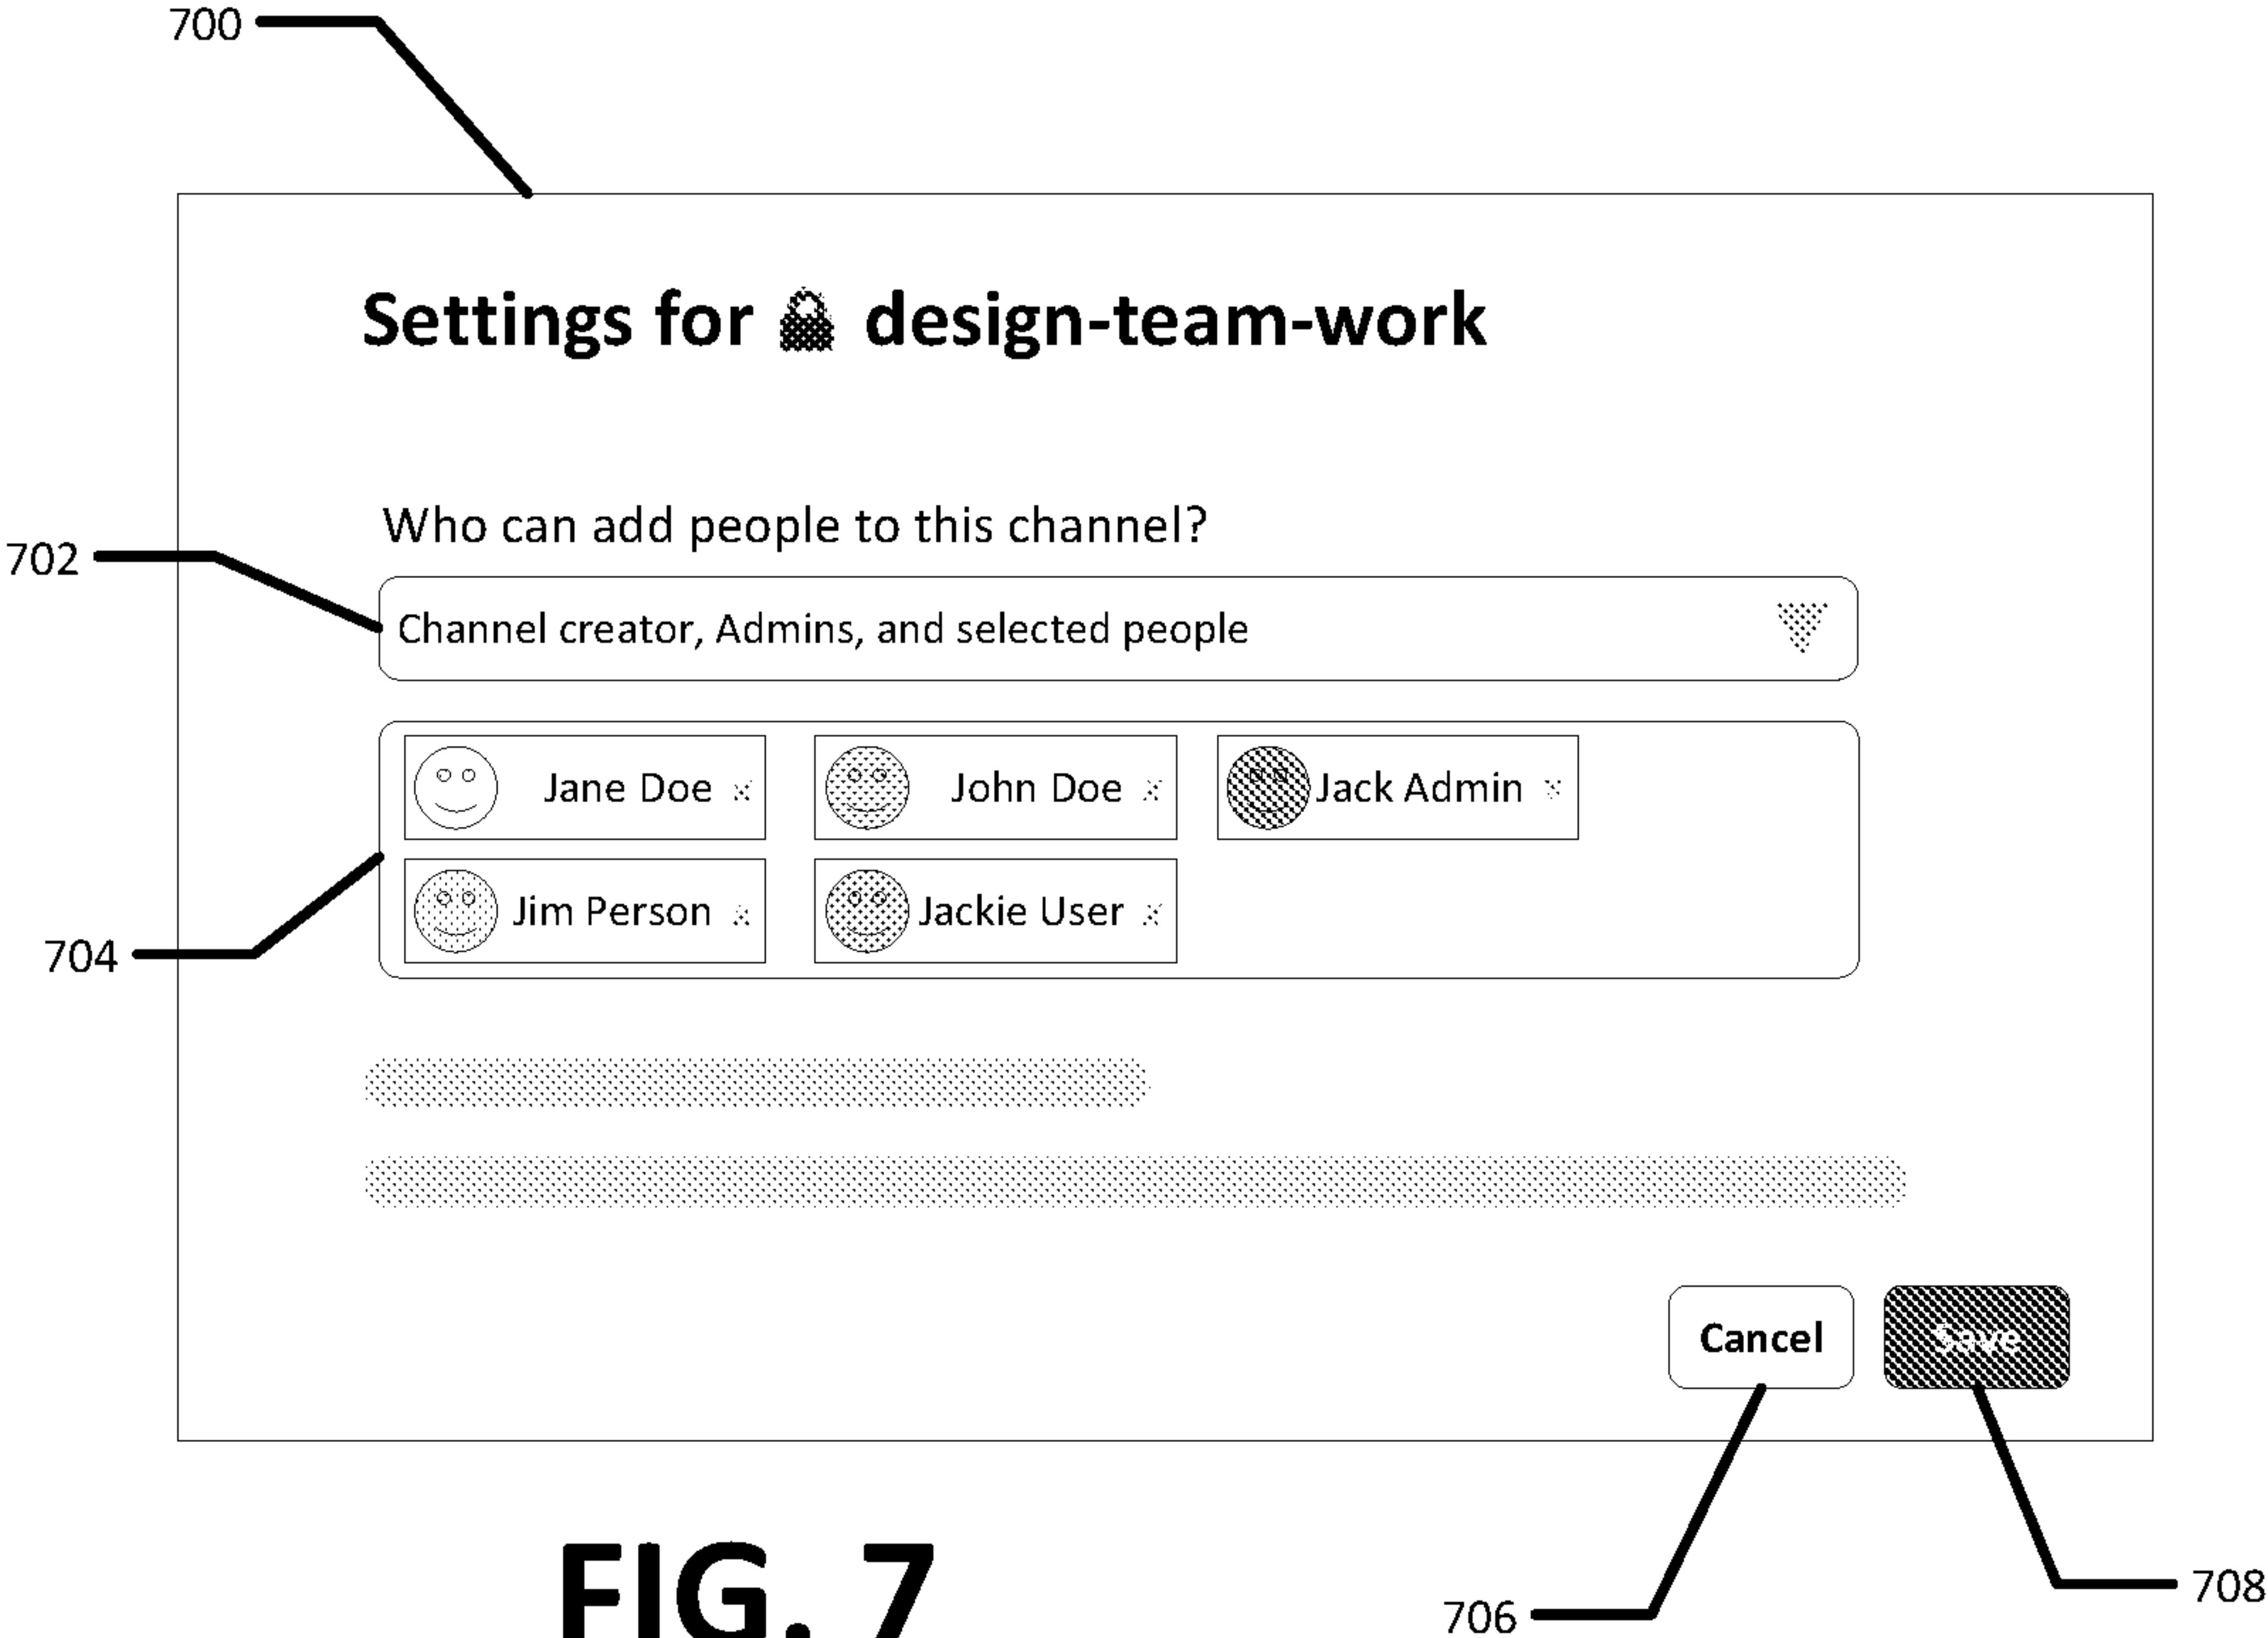 700
Settings for design-team-work
Who can add people to this channel?
702
Channel creator, Admins, and selected people
Jane Doe x John Doe x Jack Admin x
Jim Person x Jackie User x
704
Cancel Save
FIG. 7
706
708